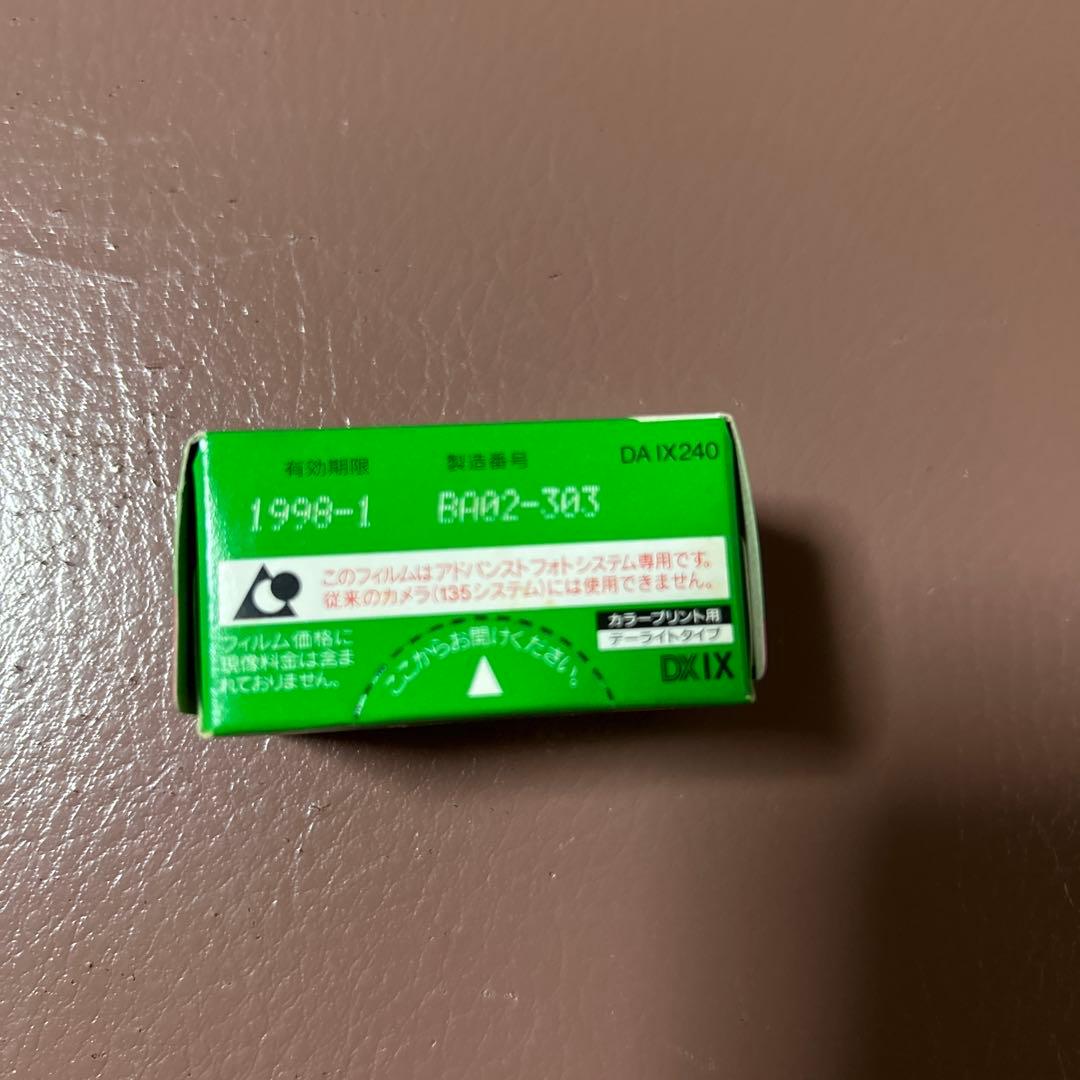 有効期限 製造番号 DA IX240
1998-1 BA02-303
このフィルムはアドバンストフォトシステム専用です。
従来のカメラ(135システム)には使用できません。
カラープリント用
デーライトタイプ
フィルム価格に
現像料金は含ま
れておりません。
ここからお開けください。
DX IX